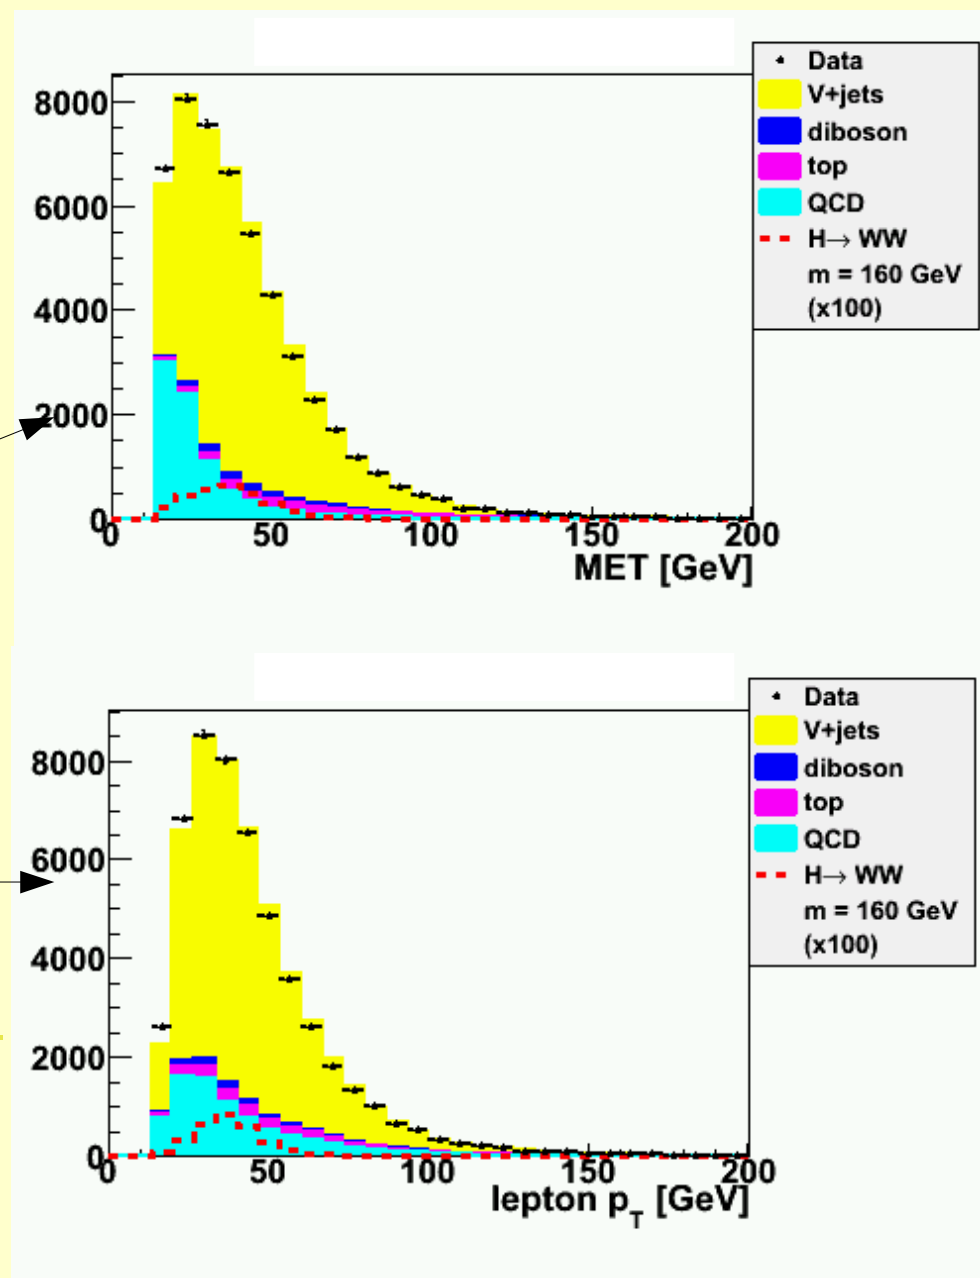 Data
V+jets
diboson
top
QCD
H→ WW
m = 160 GeV
(x100)
8000
6000
4000
2000
0
0 50 100 150 200
MET [GeV]
Data
V+jets
diboson
top
QCD
H→ WW
m = 160 GeV
(x100)
8000
6000
4000
2000
0
0 50 100 150 200
lepton p_T [GeV]